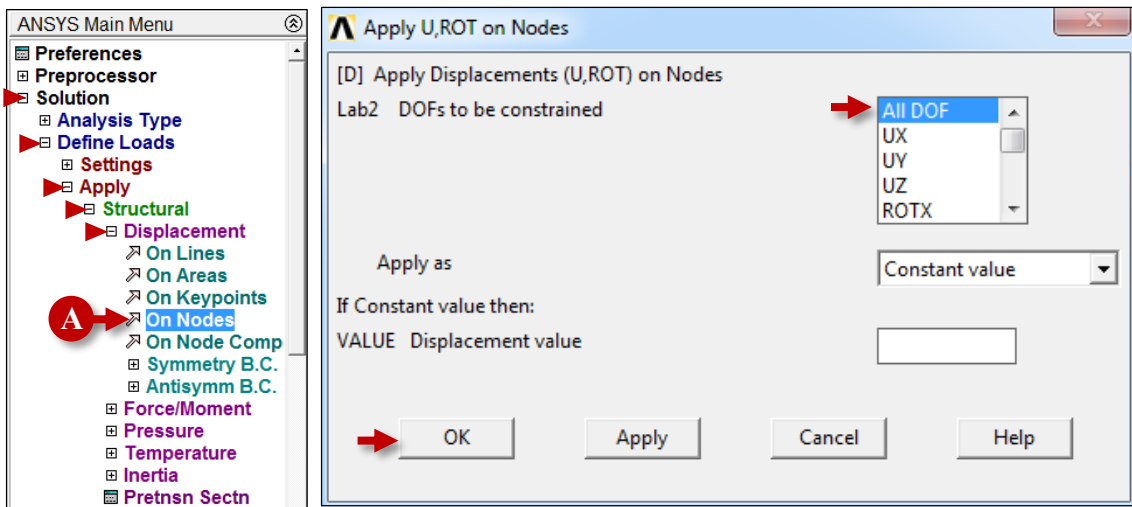 ANSYS Main Menu
Preferences
Preprocessor
Solution
Analysis Type
Define Loads
Settings
Apply
Structural
Displacement
On Lines
On Areas
On Keypoints
A
On Nodes
On Node Comp
Symmetry B.C.
Antisymm B.C.
Force/Moment
Pressure
Temperature
Inertia
Pretnsn Sectn
Apply U,ROT on Nodes
[D] Apply Displacements (U,ROT) on Nodes
Lab2 DOFs to be constrained
All DOF
UX
UY
UZ
ROTX
Apply as
Constant value
If Constant value then:
VALUE Displacement value
OK Apply Cancel Help